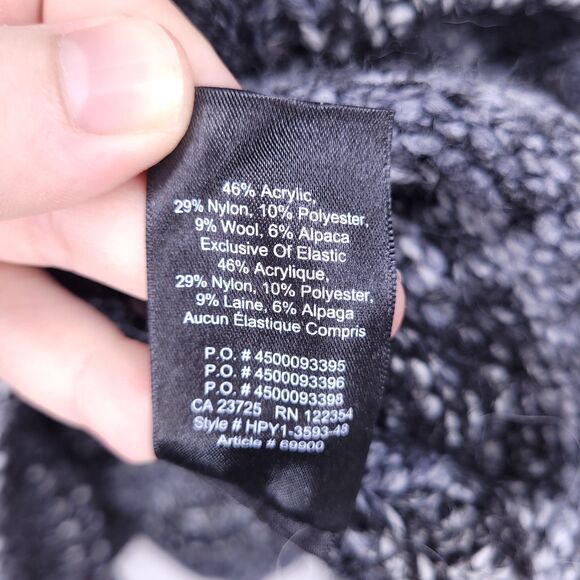 46% Acrylic,
29% Nylon, 10% Polyester,
9% Wool, 6% Alpaca
Exclusive Of Elastic
46% Acrylique,
29% Nylon, 10% Polyester,
9% Laine, 6% Alpaga
Aucun Élastique Compris
P.O. # 4500093395
P.O. # 4500093396
P.O. # 4500093398
CA 23725 RN 122354
Style # HPY1-3593-48
Article # 69900